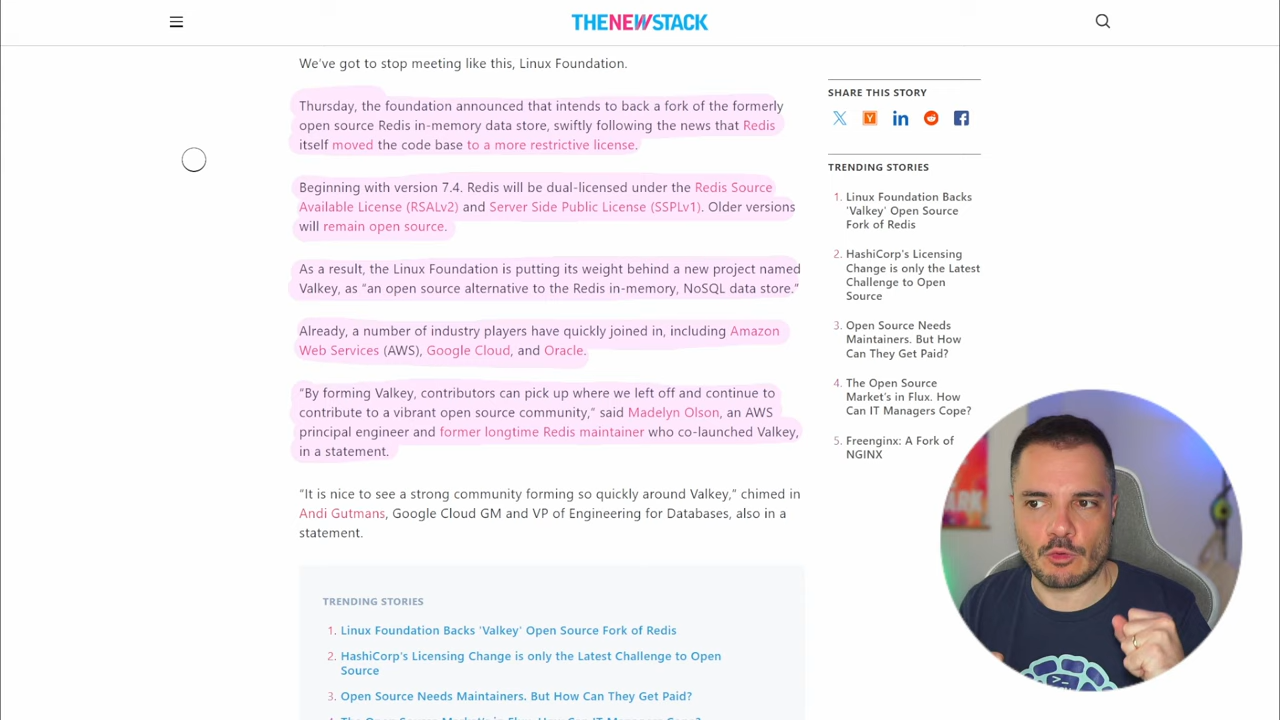 THENEWSTACK
We've got to stop meeting like this, Linux Foundation.
Thursday, the foundation announced that intends to back a fork of the formerly
open source Redis in-memory data store, swiftly following the news that Redis
itself moved the code base to a more restrictive license.
Beginning with version 7.4. Redis will be dual-licensed under the Redis Source
Available License (RSALv2) and Server Side Public License (SSPLv1). Older versions
will remain open source.
As a result, the Linux Foundation is putting its weight behind a new project named
Valkey, as “an open source alternative to the Redis in-memory, NoSQL data store.”
Already, a number of industry players have quickly joined in, including Amazon
Web Services (AWS), Google Cloud, and Oracle.
“By forming Valkey, contributors can pick up where we left off and continue to
contribute to a vibrant open source community,” said Madelyn Olson, an AWS
principal engineer and former longtime Redis maintainer who co-launched Valkey,
in a statement.
“It is nice to see a strong community forming so quickly around Valkey,” chimed in
Andi Gutmans, Google Cloud GM and VP of Engineering for Databases, also in a
statement.
TRENDING STORIES
1. Linux Foundation Backs 'Valkey' Open Source Fork of Redis
2. HashiCorp's Licensing Change is only the Latest Challenge to Open
Source
3. Open Source Needs Maintainers. But How Can They Get Paid?
SHARE THIS STORY
TRENDING STORIES
1. Linux Foundation Backs
'Valkey' Open Source
Fork of Redis
2. HashiCorp's Licensing
Change is only the Latest
Challenge to Open
Source
3. Open Source Needs
Maintainers. But How
Can They Get Paid?
4. The Open Source
Market's in Flux. How
Can IT Managers Cope?
5. Freenginx: A Fork of
NGINX